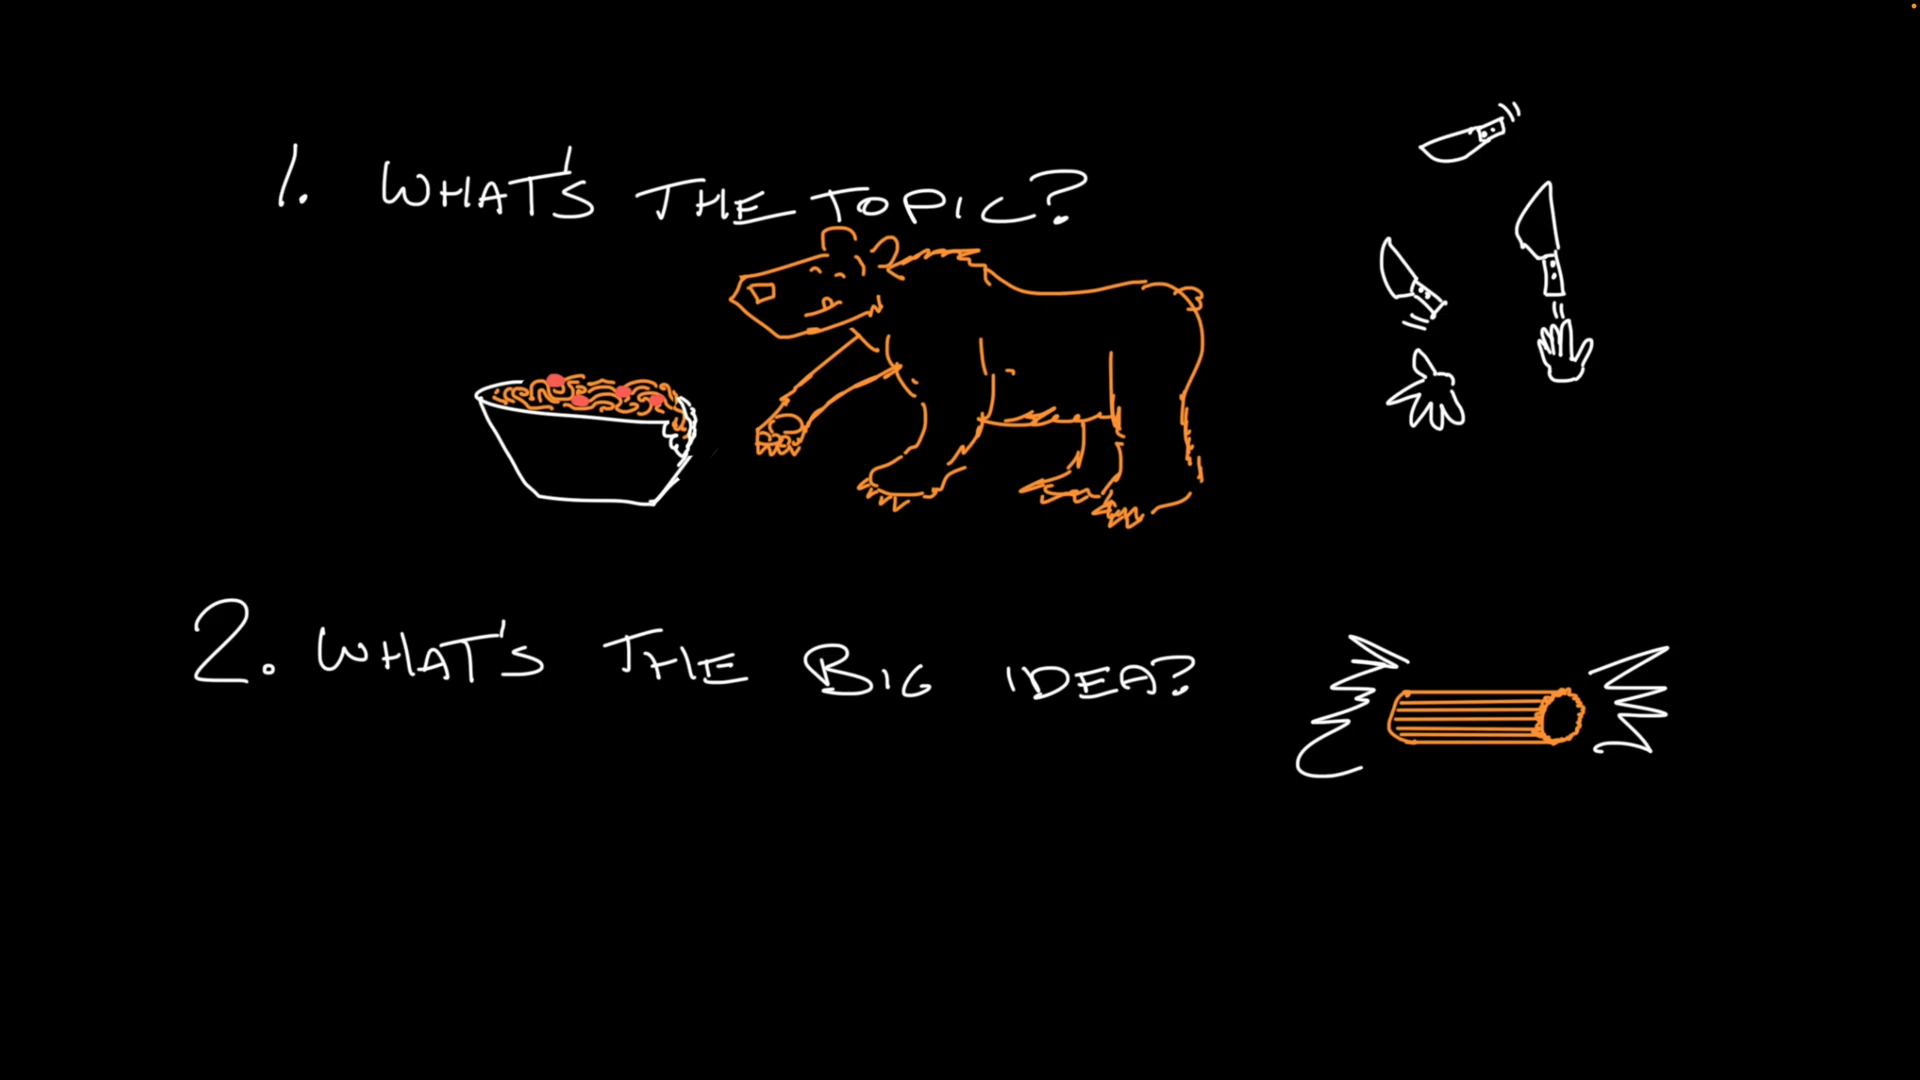 1. WHAT'S THE TOPIC?
2. WHAT'S THE BIG IDEA?